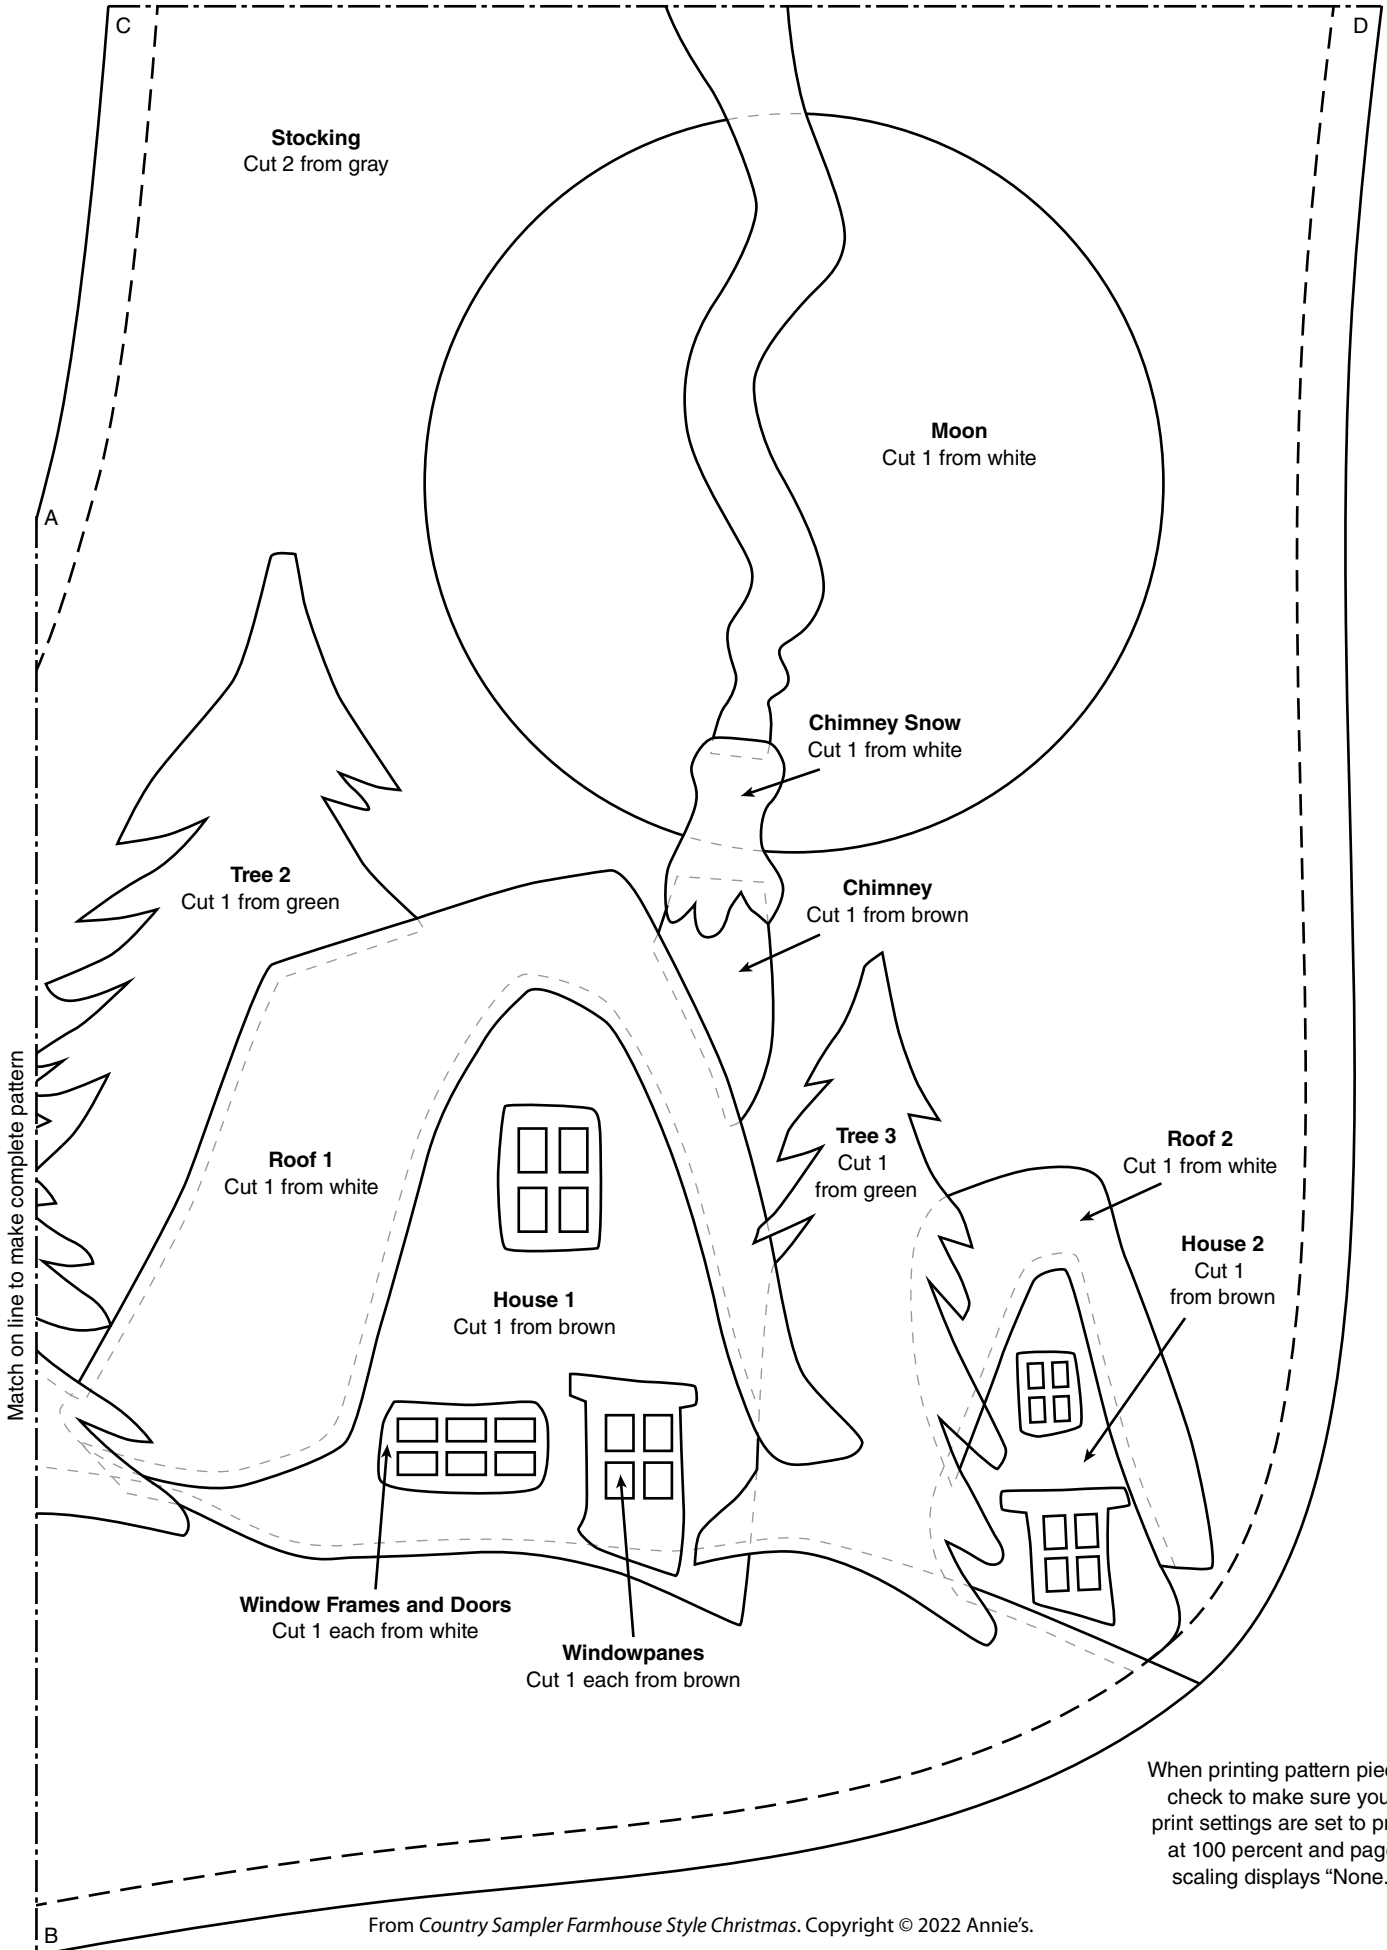 C
D
Stocking
Cut 2 from gray
Moon
Cut 1 from white
A
Chimney Snow
Cut 1 from white
Tree 2
Cut 1 from green
Chimney
Cut 1 from brown
Match on line to make complete pattern
Roof 1
Cut 1 from white
Tree 3
Cut 1
from green
Roof 2
Cut 1 from white
House 2
Cut 1
from brown
House 1
Cut 1 from brown
Window Frames and Doors
Cut 1 each from white
Windowpanes
Cut 1 each from brown
When printing pattern
check to make sure
print settings are set to
at 100 percent and
scaling displays “None.
From Country Sampler Farmhouse Style Christmas. Copyright © 2022 Annie's.
B